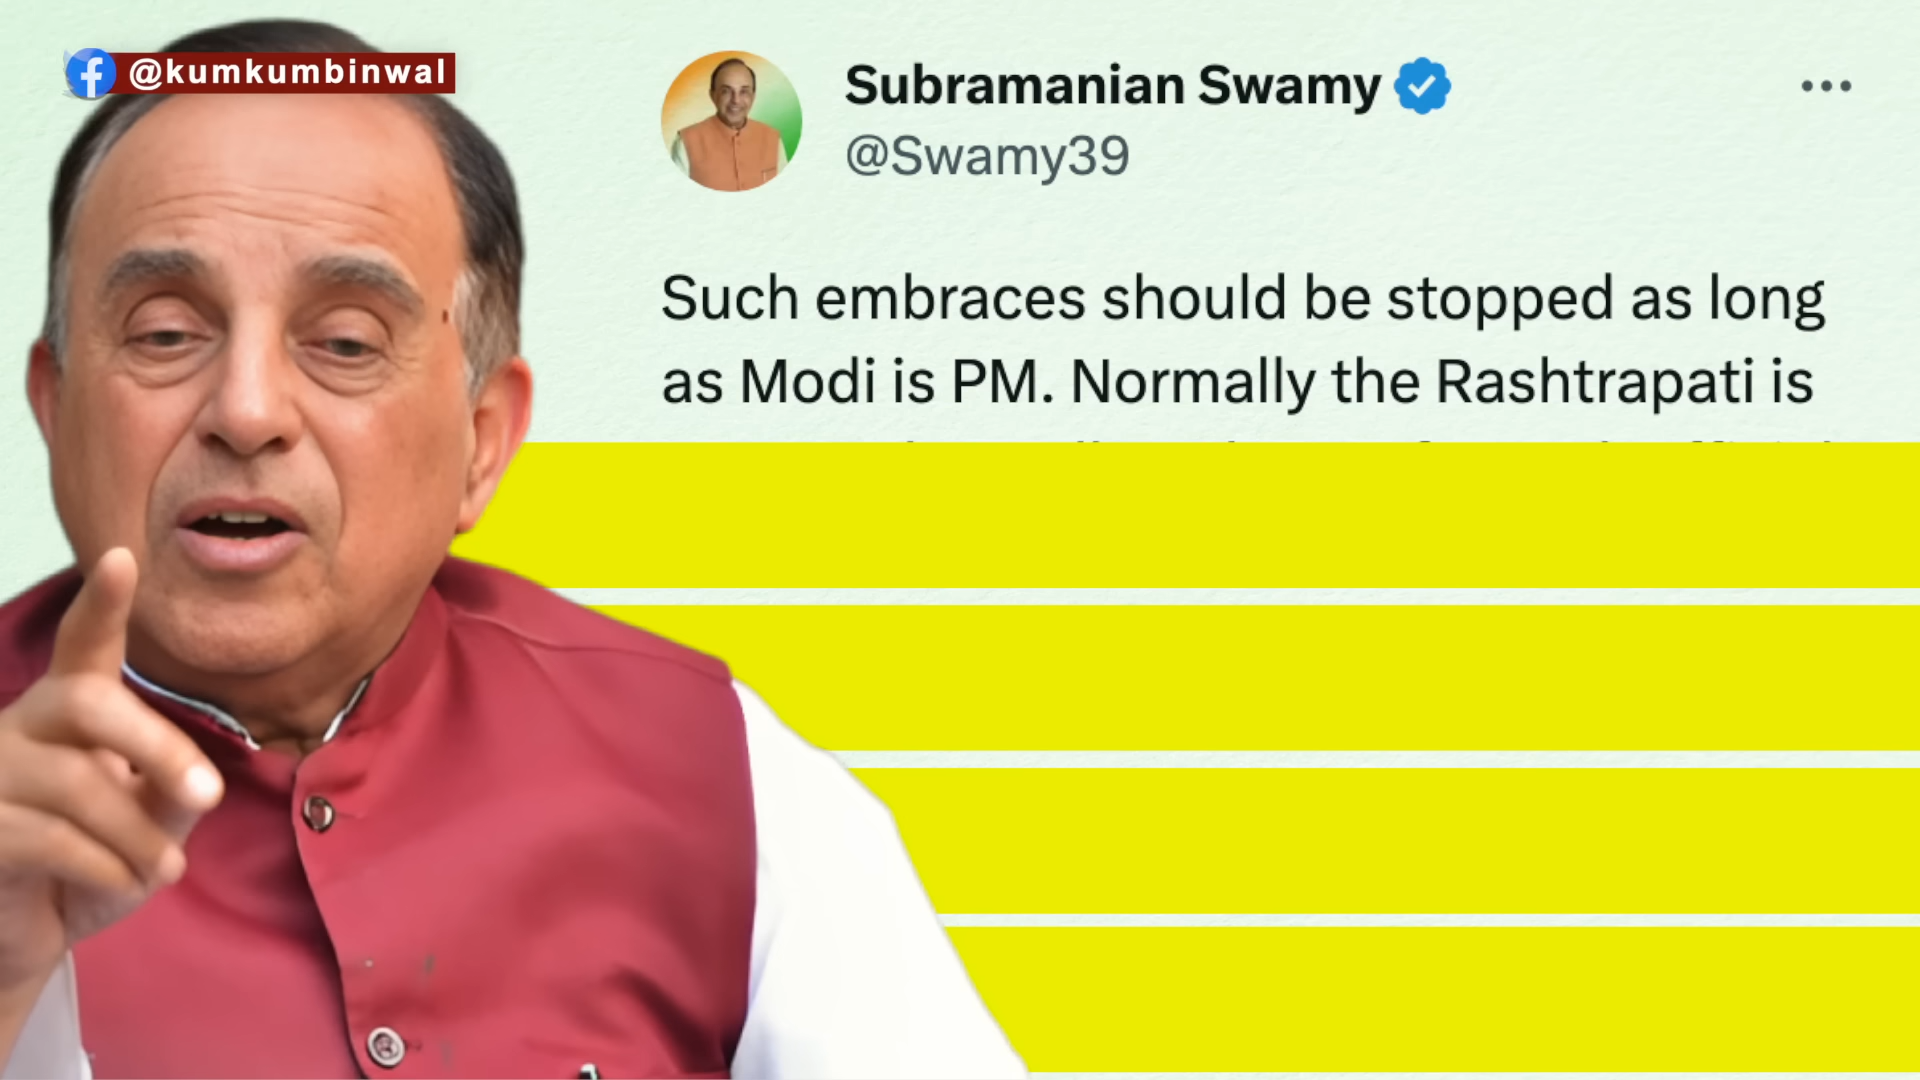 @kumkumbinwal
Subramanian Swamy
@Swamy39
Such embraces should be stopped as long
as Modi is PM. Normally the Rashtrapati is